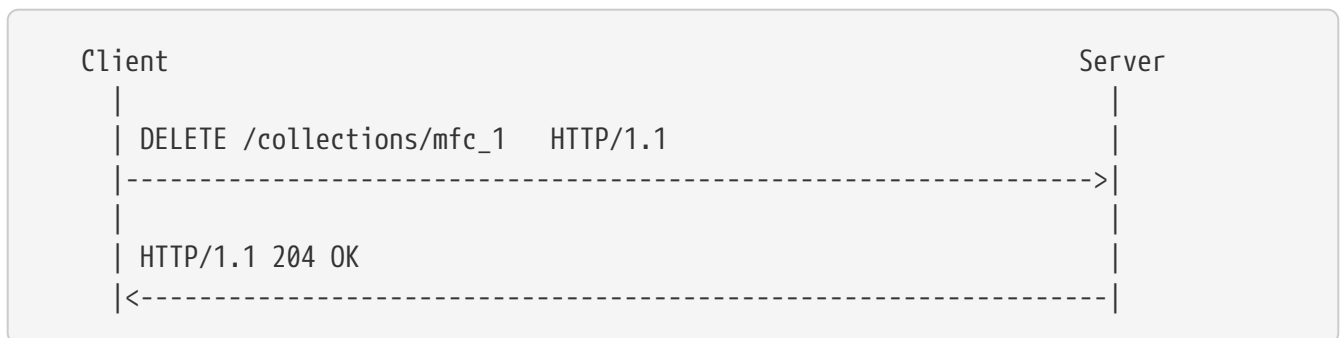 Client Server
| |
| DELETE /collections/mfc_1 HTTP/1.1 |
|------------------------------------------------------------------>|
| |
| HTTP/1.1 204 OK |
|<------------------------------------------------------------------|